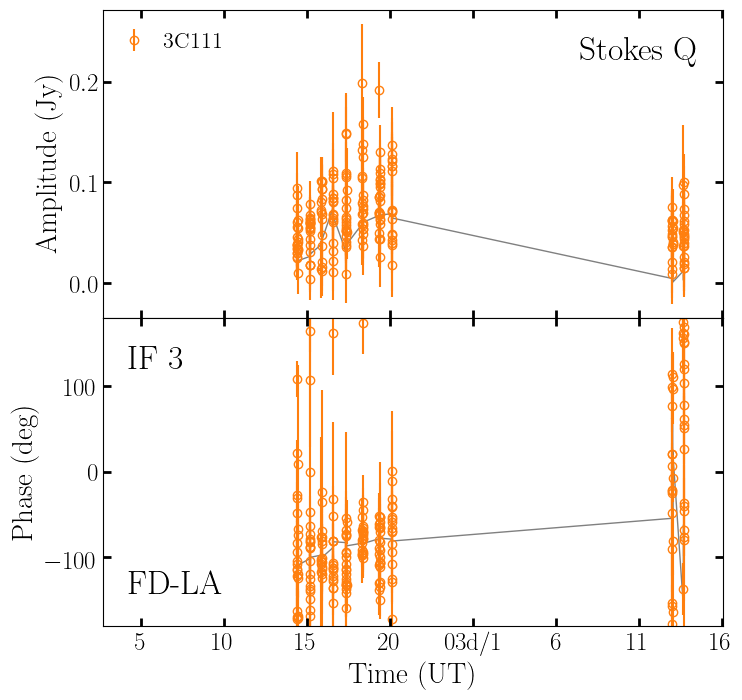 3C111
Stokes Q
0.2
0.1
0.0
Amplitude (Jy)
IF 3
100
0
−100
Phase (deg)
FD-LA
5 10 15 20 03d/1 6 11 16
Time (UT)